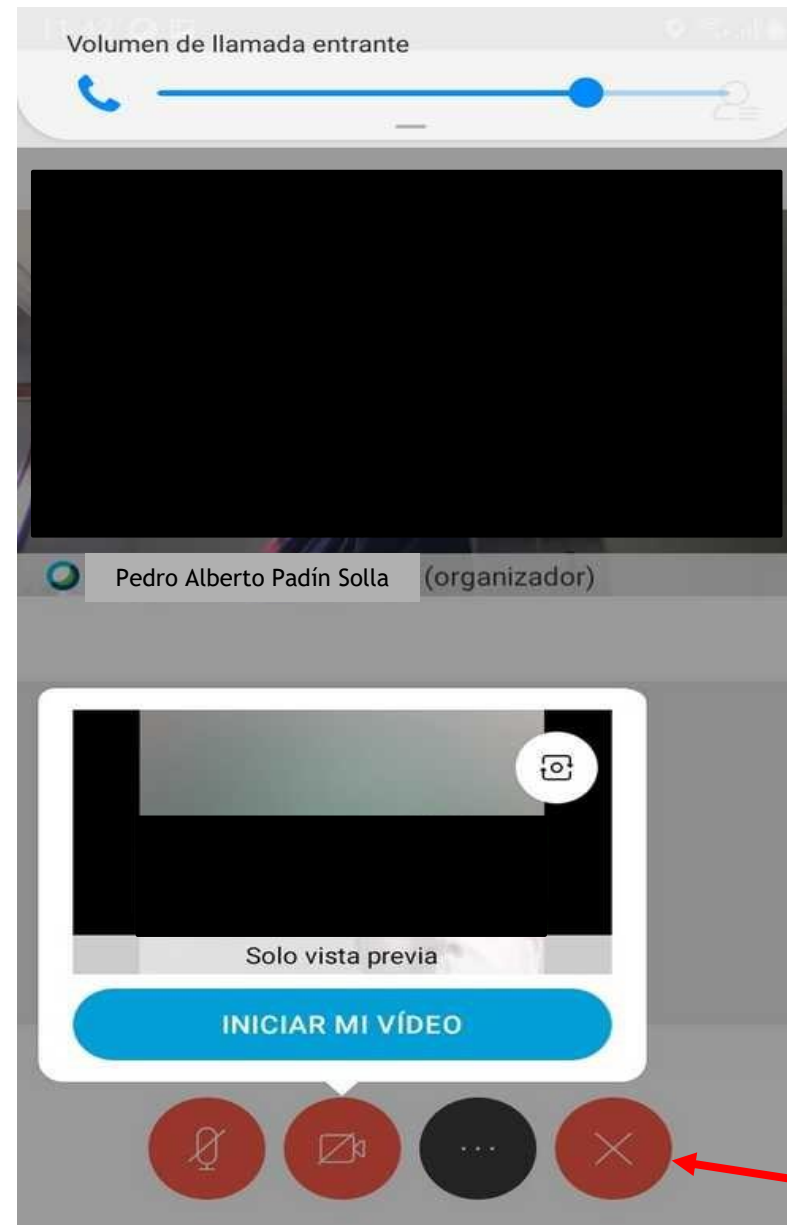 Volumen de llamada entrante
Pedro Alberto Padín Solla (organizador)
Solo vista previa
INICIAR MI VÍDEO